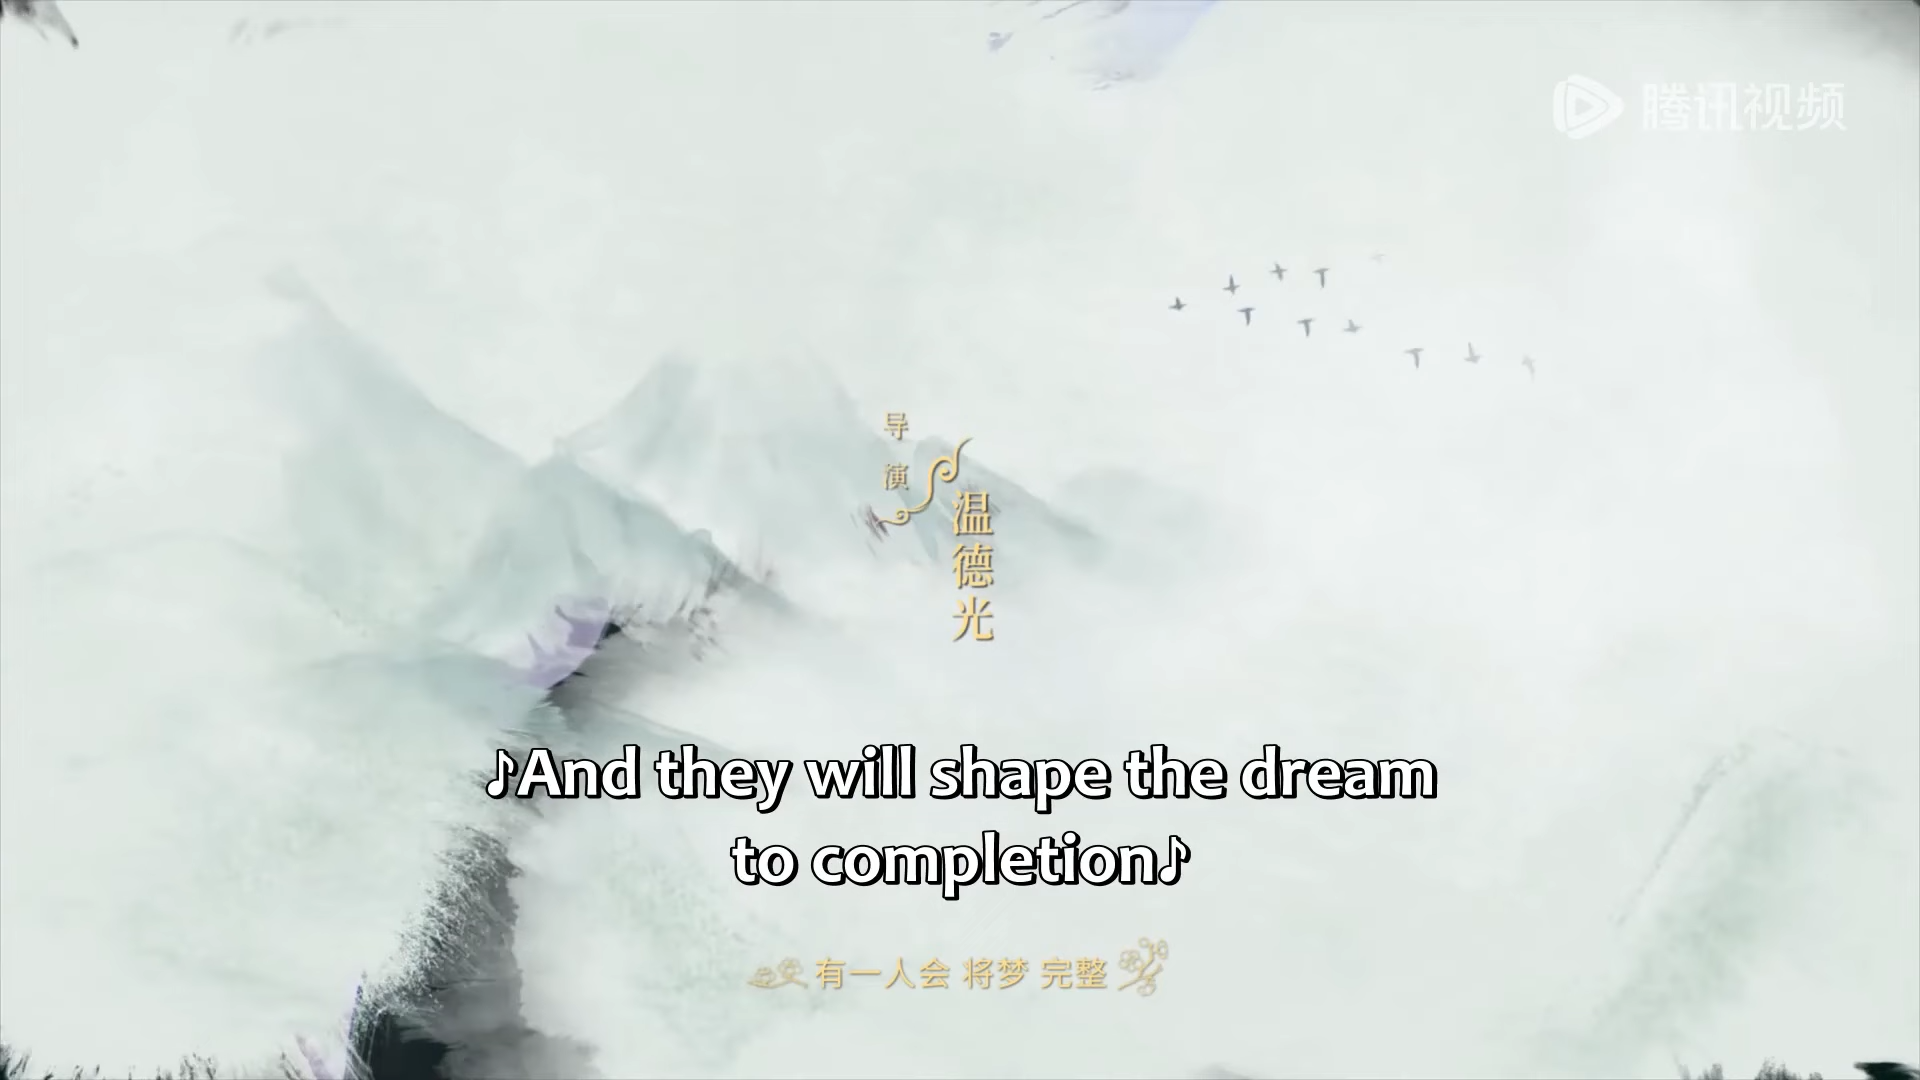 腾讯视频
导演
温德光
♪And they will shape the dream
to completion♪
有一人会 将梦 完整